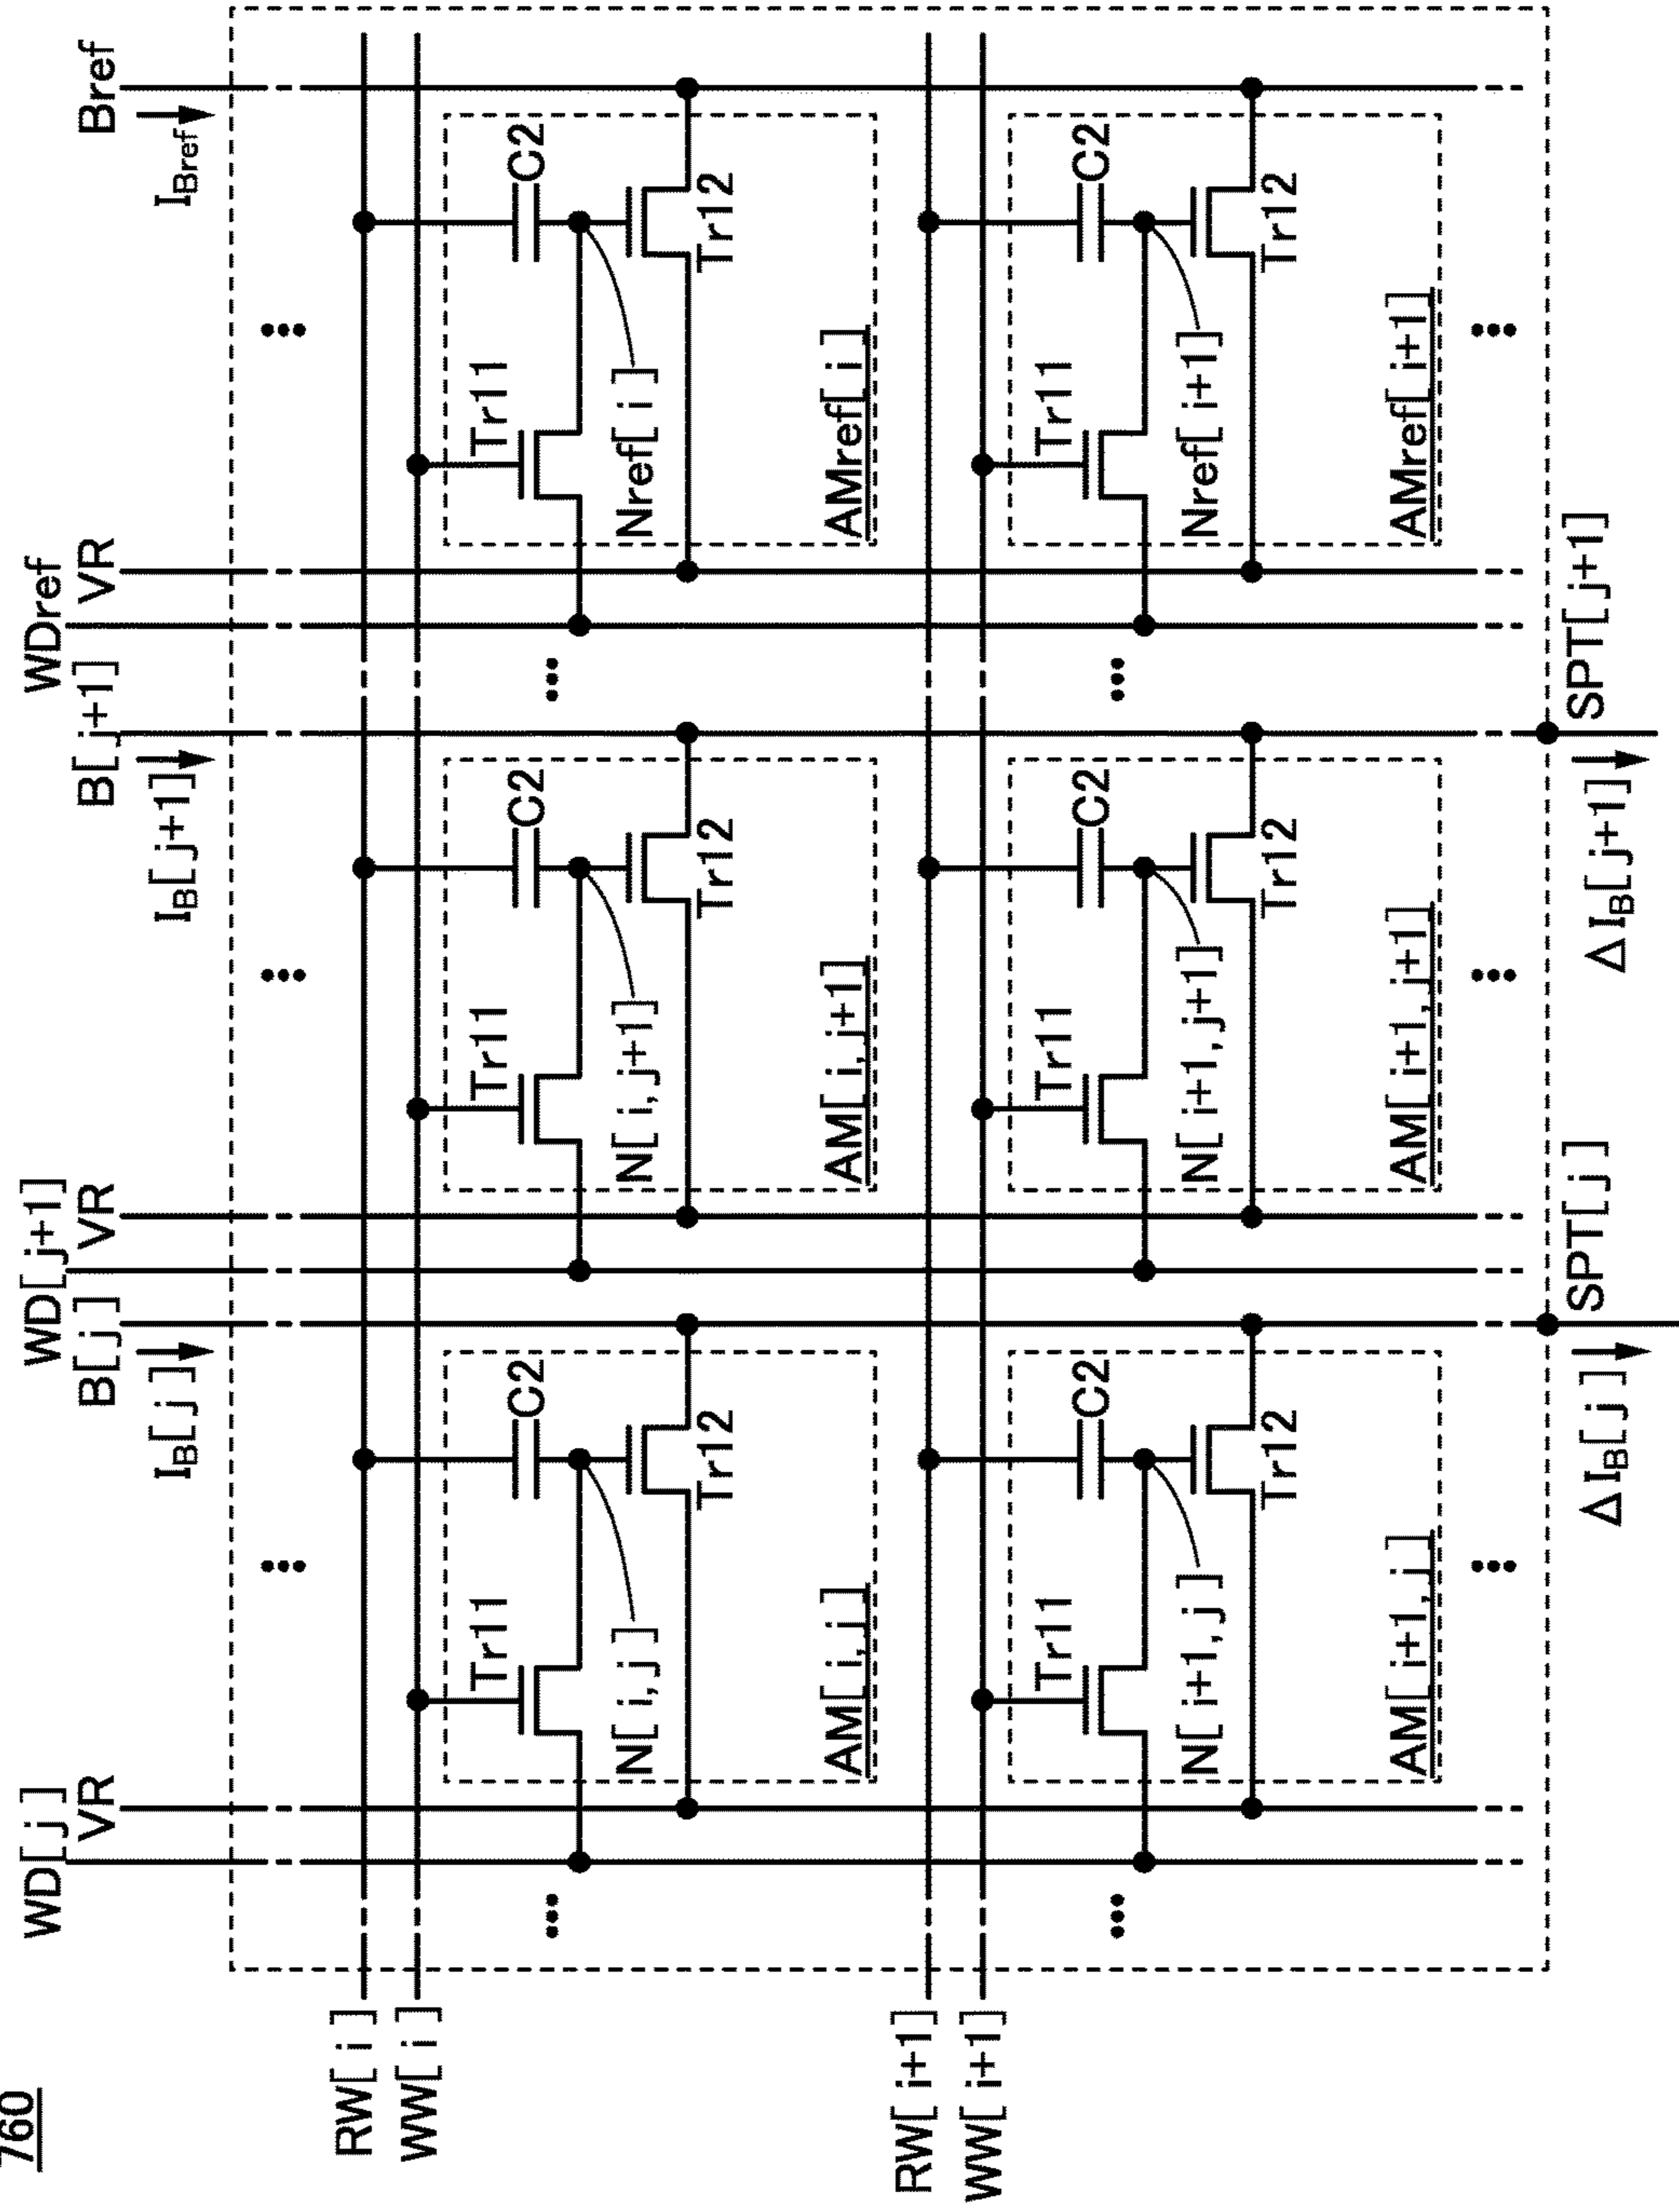 760
WD[j] WD[j+1] WDref
VR B[j] VR B[j+1] VR Bref
I_B[j] I_B[j+1] I_Bref
RW[i]
WW[i]
Tr11 C2 Tr11 C2 Tr11 C2
N[i,j] N[i,j+1] Nref[i]
Tr12 Tr12 Tr12
AM[i,j] AM[i,j+1] AMref[i]
RW[i+1]
WW[i+1]
Tr11 C2 Tr11 C2 Tr11 C2
N[i+1,j] N[i+1,j+1] Nref[i+1]
Tr12 Tr12 Tr12
AM[i+1,j] AM[i+1,j+1] AMref[i+1]
SPT[j] SPT[j+1]
ΔI_B[j] ΔI_B[j+1]